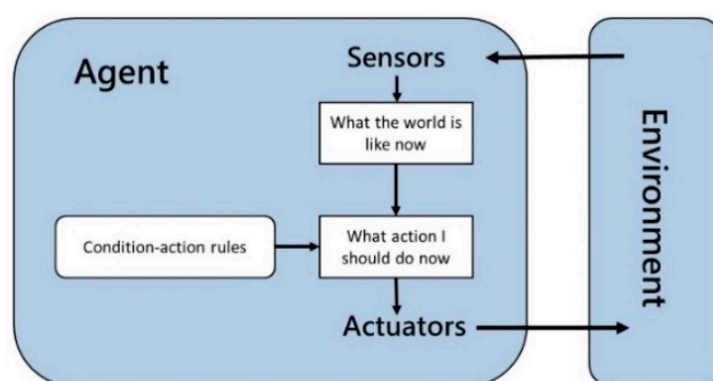 Agent
Sensors
What the world is
like now
Condition-action rules
What action I
should do now
Actuators
Environment